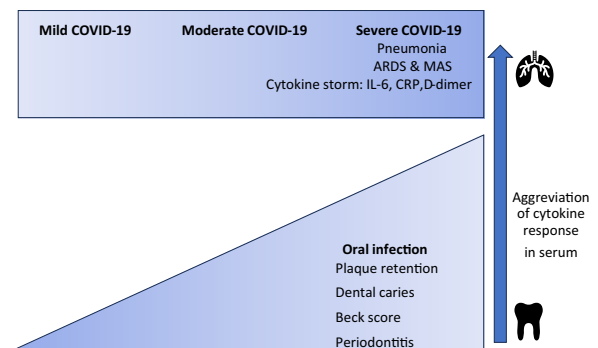 Mild COVID-19
Moderate COVID-19
Severe COVID-19
Pneumonia
ARDS & MAS
Cytokine storm: IL-6, CRP,D-dimer
Aggreviation
of cytokine
response
in serum
Oral infection
Plaque retention
Dental caries
Beck score
Periodontitis